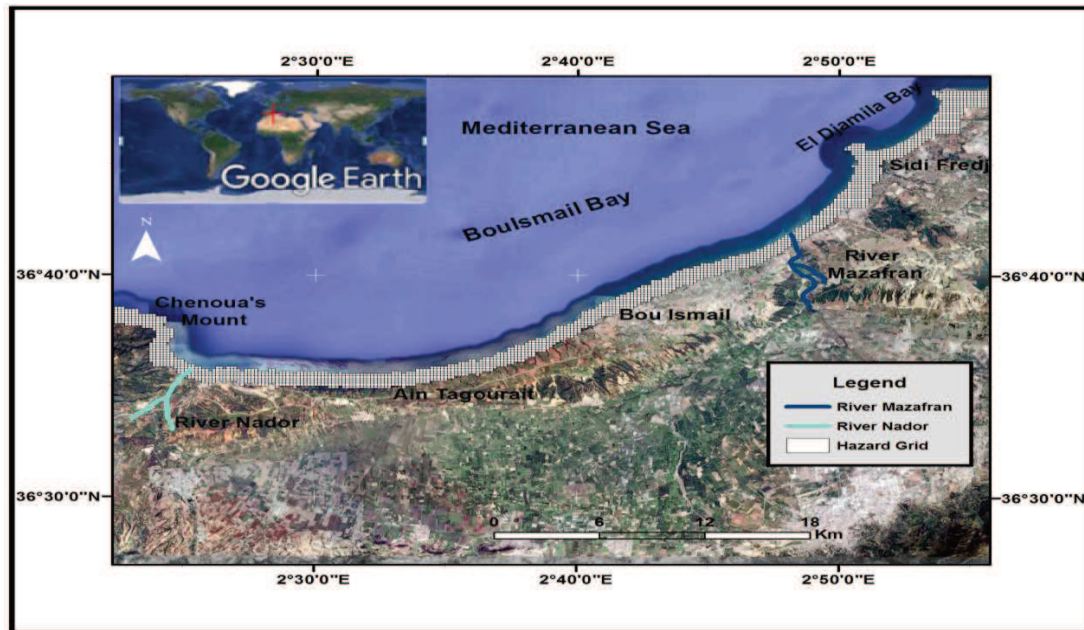 2°30'0"E
2°40'0"E
2°50'0"E
Google Earth
Mediterranean Sea
El Djamila Bay
Sidi Fredj
BouIsmail Bay
N
36°40'0"N
36°40'0"N
River
Mazafran
Chenoua's
Mount
Bou Ismail
Ain Tagourait
River Nador
Legend
River Mazafran
River Nador
Hazard Grid
36°30'0"N
36°30'0"N
0 6 12 18
Km
2°30'0"E
2°40'0"E
2°50'0"E